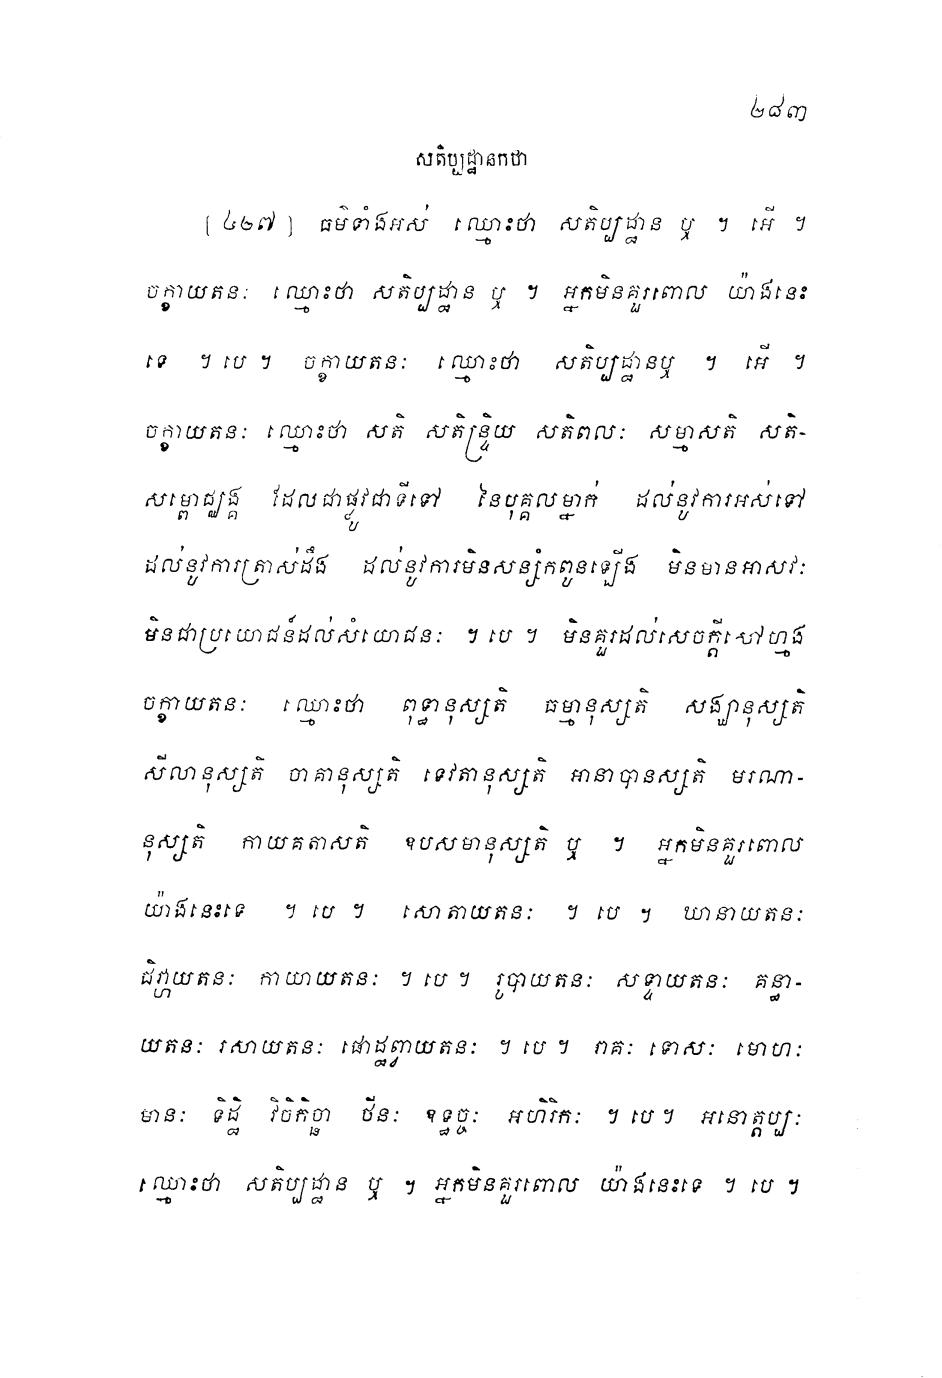 ២៨៣
សតិប្បដ្ឋានកថា
[៤២៧] ធម៌ទាំងអស់ ឈ្មោះថា សតិប្បដ្ឋាន ឬ ។ អើ ។
ចក្ខាយតនៈ ឈ្មោះថា សតិប្បដ្ឋាន ឬ ។ អ្នកមិនគួរពោល យ៉ាងនេះ
ទេ ។ បេ ។ ចក្ខាយតនៈ ឈ្មោះថា សតិប្បដ្ឋានឬ ។ អើ ។
ចក្ខាយតនៈ ឈ្មោះថា សតិ សតិន្ទ្រិយ សតិពលៈ សម្មាសតិ សតិ-
សម្ពោជ្ឈង្គ ដែលជាផ្លូវជាទីទៅ នៃបុគ្គលម្នាក់ ដល់នូវការអស់ទៅ
ដល់នូវការត្រាស់ដឹង ដល់នូវការមិនសន្សំកពូនឡើង មិនមានអាសវៈ
មិនជាប្រយោជន៍ដល់សំយោជនៈ ។ បេ ។ មិនគួរដល់សេចក្តីសៅហ្មង
ចក្ខាយតនៈ ឈ្មោះថា ពុទ្ធានុស្សតិ ធម្មានុស្សតិ សង្ឃានុស្សតិ
សីលានុស្សតិ ចាគានុស្សតិ ទេវតានុស្សតិ អានាបានស្សតិ មរណា-
នុស្សតិ កាយគតាសតិ ឧបសមានុស្សតិ ឬ ។ អ្នកមិនគួរពោល
យ៉ាងនេះទេ ។ បេ ។ សោតាយតនៈ ។ បេ ។ ឃានាយតនៈ
ជិវ្ហាយតនៈ កាយាយតនៈ ។ បេ ។ រូបាយតនៈ សទ្ទាយតនៈ គន្ធា-
យតនៈ រសាយតនៈ ផោដ្ឋព្វាយតនៈ ។ បេ ។ រាគៈ ទោសៈ មោហៈ
មានៈ ទិដ្ឋិ វិចិកិច្ឆា ថីនៈ ឧទ្ធច្ចៈ អហិរិកៈ ។ បេ ។ អនោត្តប្បៈ
ឈ្មោះថា សតិប្បដ្ឋាន ឬ ។ អ្នកមិនគួរពោល យ៉ាងនេះទេ ។ បេ ។